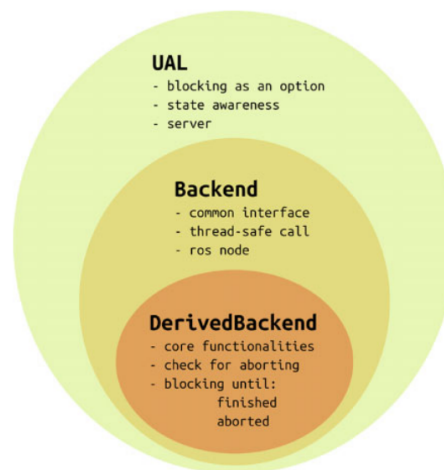 UAL
- blocking as an option
- state awareness
- server
Backend
- common interface
- thread-safe call
- ros node
DerivedBackend
- core functionalities
- check for aborting
- blocking until:
finished
aborted